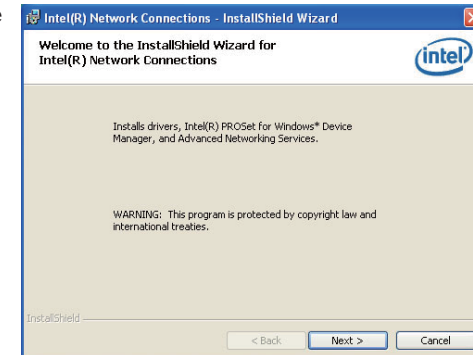 e
Intel(R) Network Connections - InstallShield Wizard
Welcome to the InstallShield Wizard for
Intel(R) Network Connections
intel
Installs drivers, Intel(R) PROSet for Windows* Device
Manager, and Advanced Networking Services.
WARNING: This program is protected by copyright law and
international treaties.
InstallShield
< Back Next > Cancel